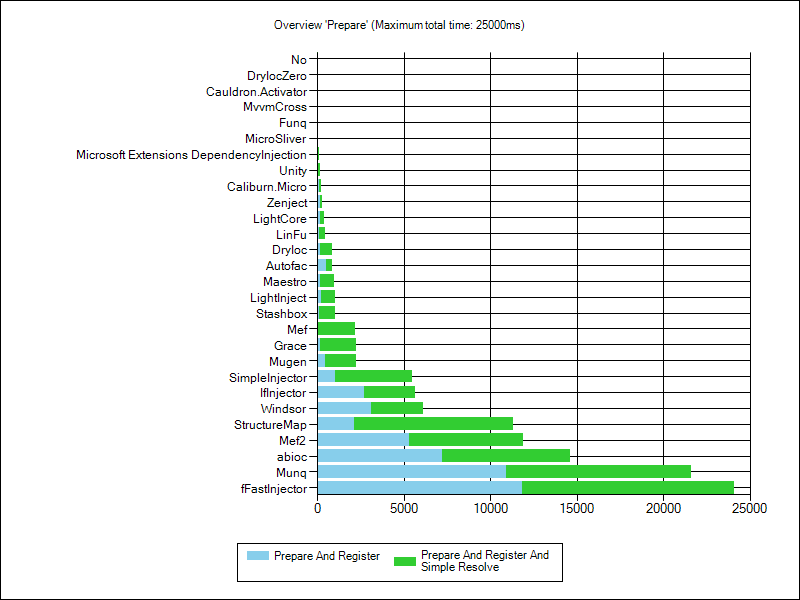 Overview 'Prepare' (Maximum total time: 25000ms)
No
DryIocZero
Cauldron.Activator
MvvmCross
Funq
MicroSliver
Microsoft Extensions DependencyInjection
Unity
Caliburn.Micro
Zenject
LightCore
LinFu
DryIoc
Autofac
Maestro
LightInject
Stashbox
Mef
Grace
Mugen
SimpleInjector
IfInjector
Windsor
StructureMap
Mef2
abioc
Munq
fFastInjector
0 5000 10000 15000 20000 25000
Prepare And Register
Prepare And Register And
Simple Resolve